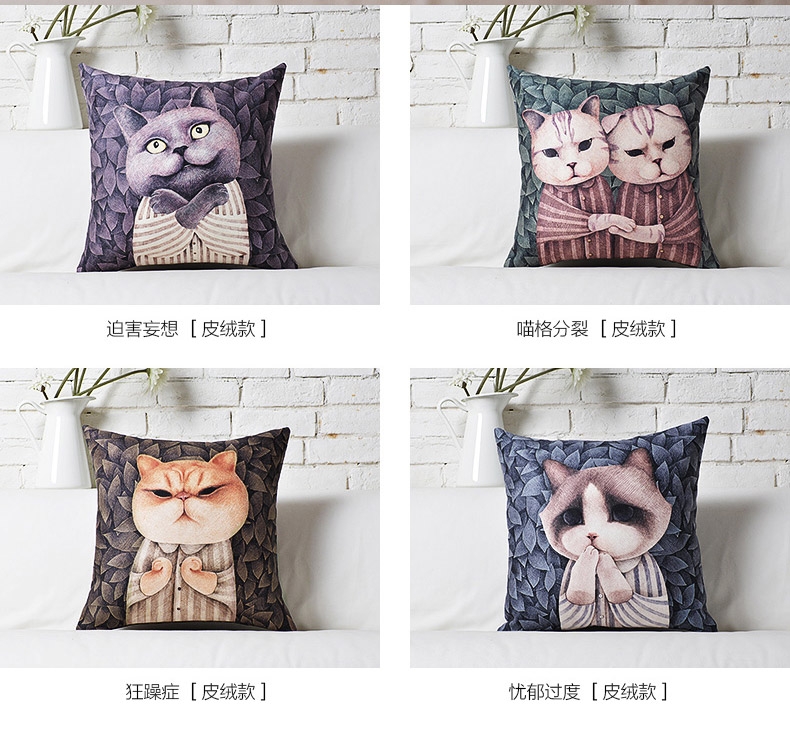 迫害妄想 [ 皮绒款 ]
喵格分裂 [ 皮绒款 ]
狂躁症 [ 皮绒款 ]
忧郁过度 [ 皮绒款 ]